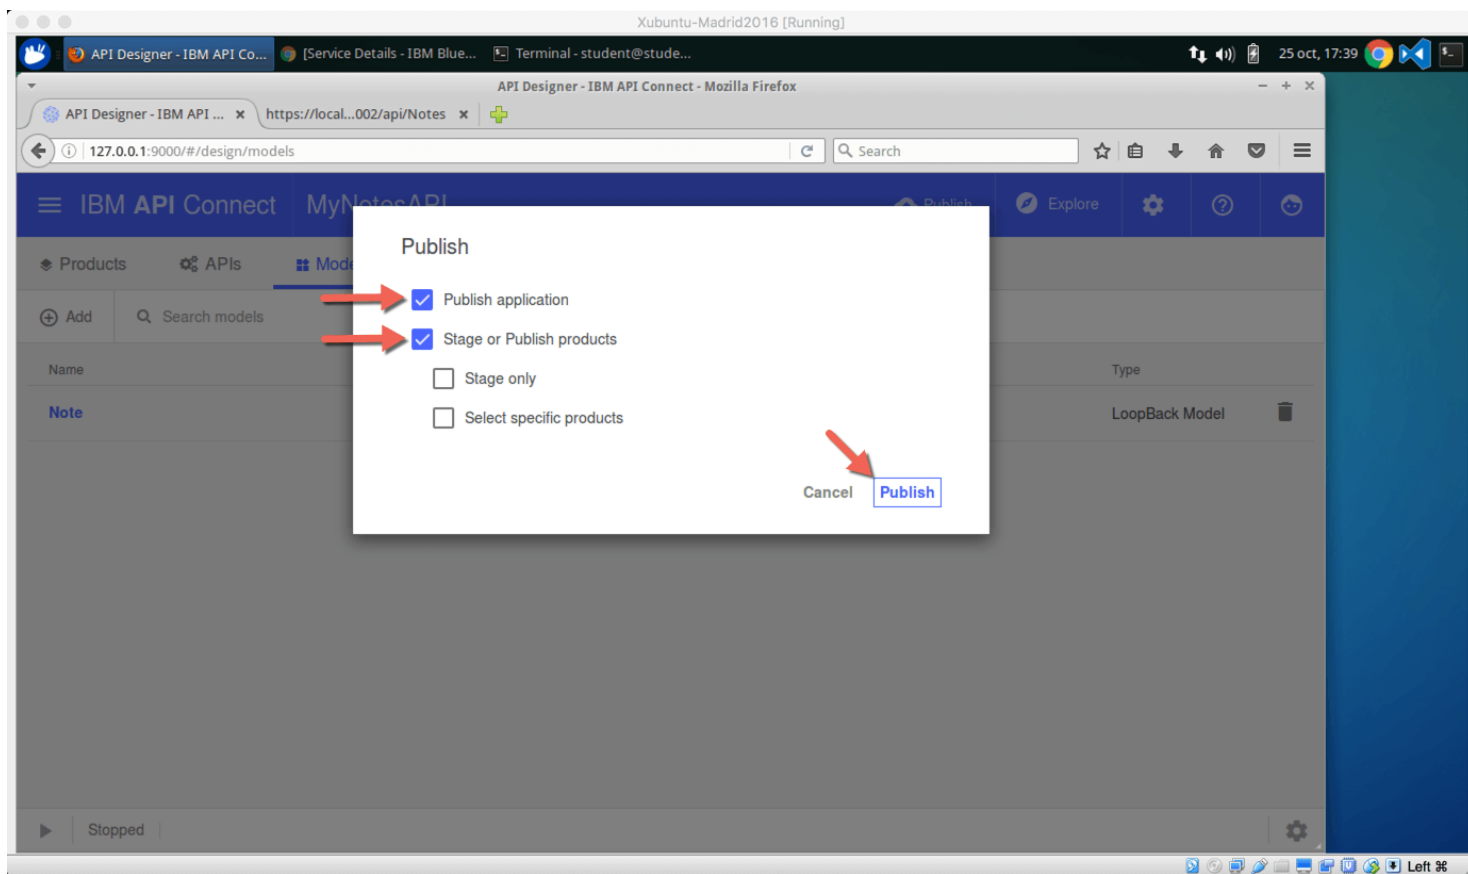 Xubuntu-Madrid2016 [Running]
API Designer - IBM API Co... [Service Details - IBM Blue... Terminal - student@stude... 25 oct, 17:39
API Designer - IBM API Connect - Mozilla Firefox
API Designer - IBM API ... https://local...002/api/Notes
127.0.0.1:9000/#/design/models Search
IBM API Connect MyNotesAPI Publish Explore
Publish
Products APIs Mode
Publish application
Add Search models
Stage or Publish products
Name Type
Stage only
Note LoopBack Model
Select specific products
Cancel Publish
Stopped
Left ⌘